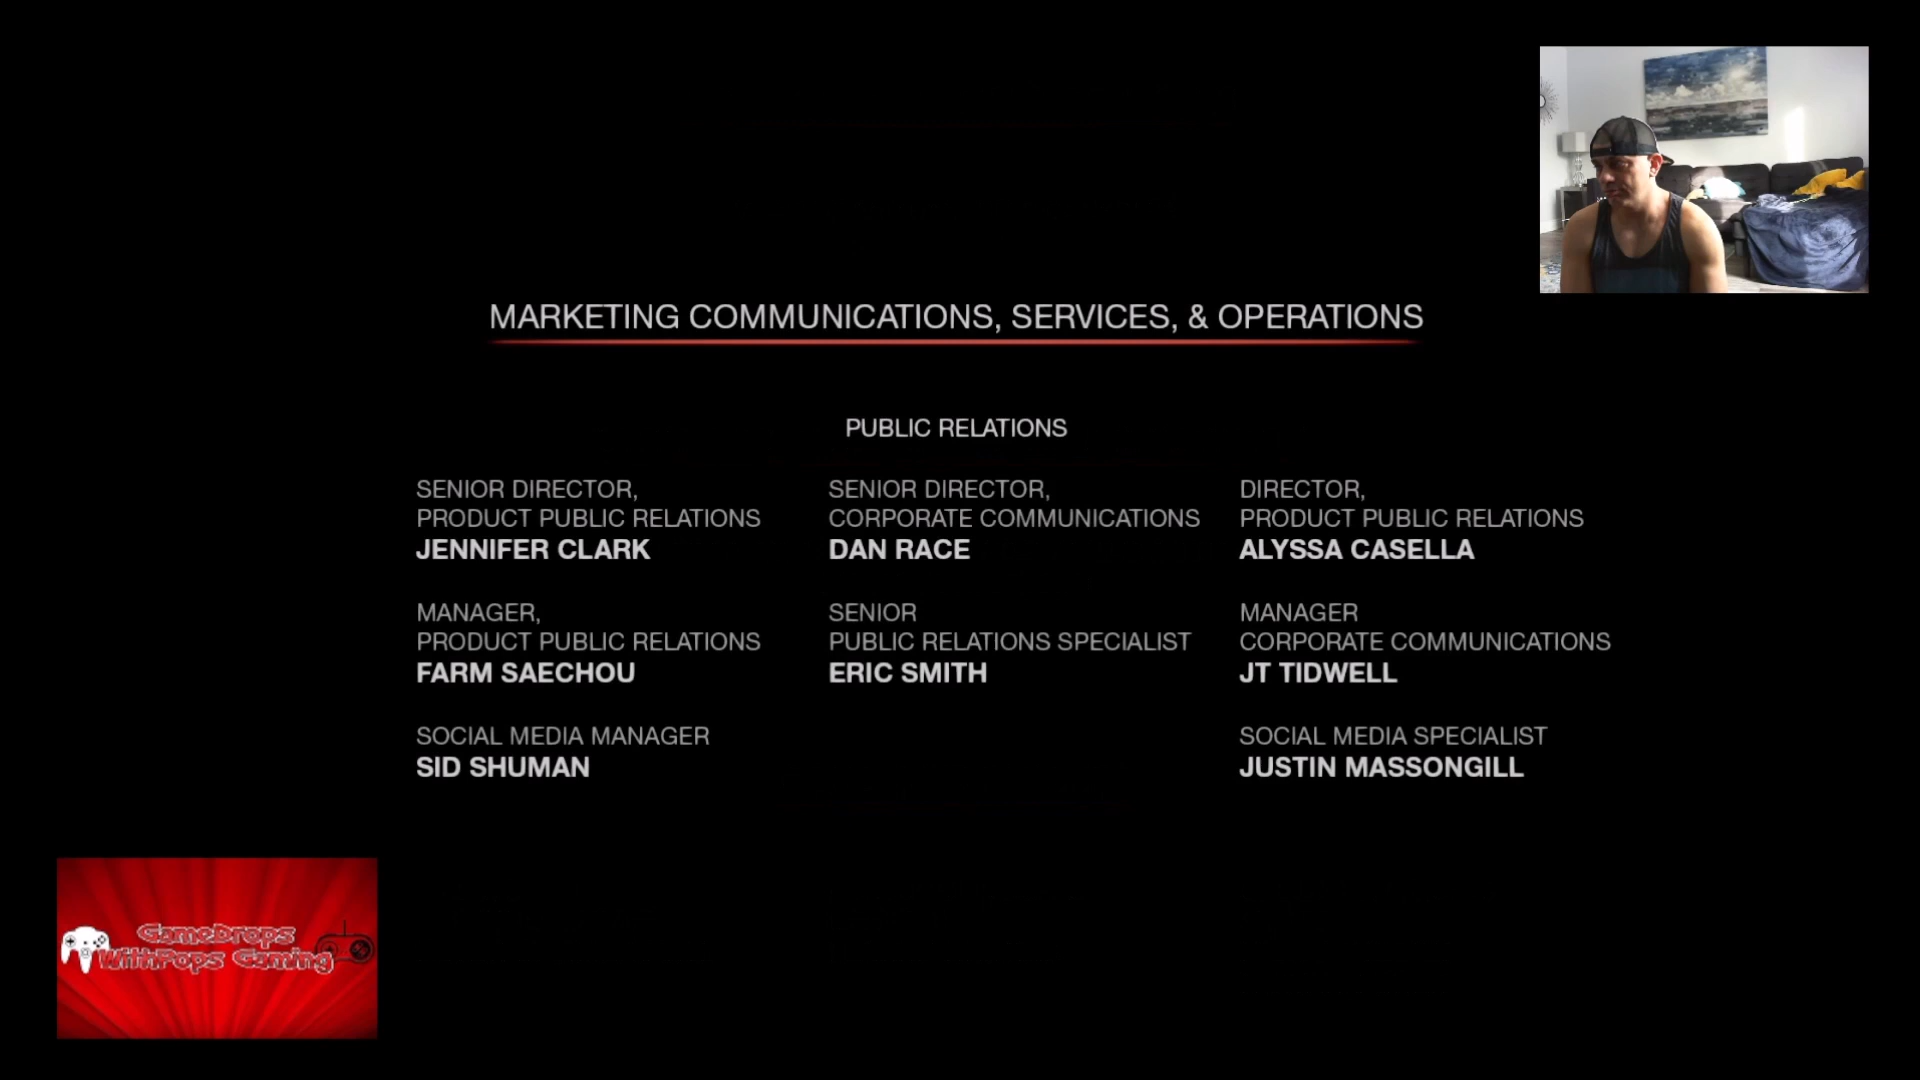 MARKETING COMMUNICATIONS, SERVICES, & OPERATIONS
PUBLIC RELATIONS
SENIOR DIRECTOR,
PRODUCT PUBLIC RELATIONS
JENNIFER CLARK
SENIOR DIRECTOR,
CORPORATE COMMUNICATIONS
DAN RACE
DIRECTOR,
PRODUCT PUBLIC RELATIONS
ALYSSA CASELLA
MANAGER,
PRODUCT PUBLIC RELATIONS
FARM SAECHOU
SENIOR
PUBLIC RELATIONS SPECIALIST
ERIC SMITH
MANAGER
CORPORATE COMMUNICATIONS
JT TIDWELL
SOCIAL MEDIA MANAGER
SID SHUMAN
SOCIAL MEDIA SPECIALIST
JUSTIN MASSONGILL
GameDrops
WithPops Gaming